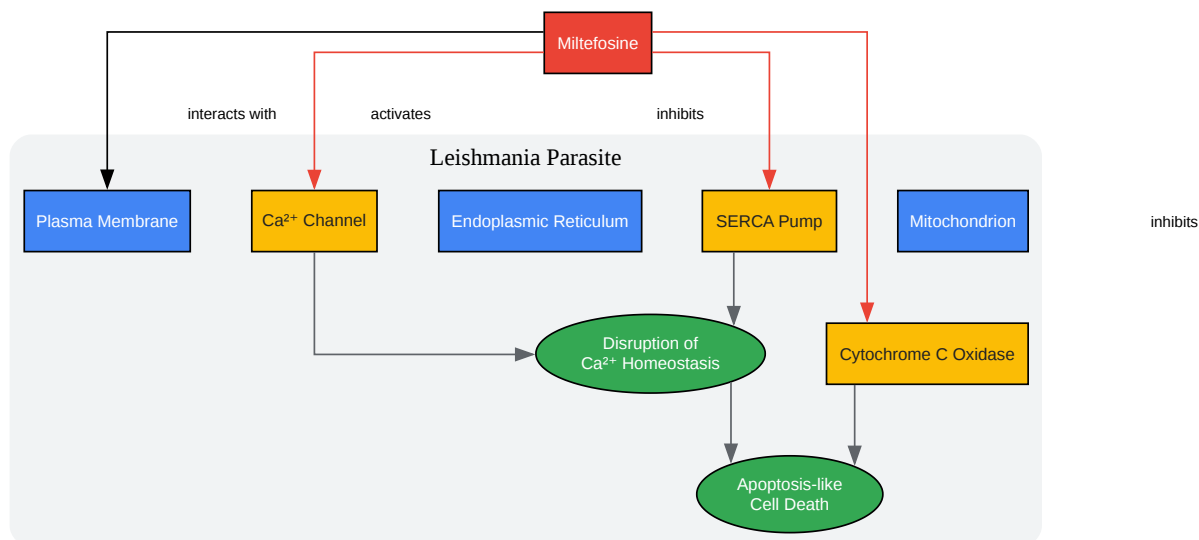 Miltefosine
interacts with
activates
inhibits
Leishmania Parasite
Plasma Membrane
Ca²⁺ Channel
Endoplasmic Reticulum
SERCA Pump
Mitochondrion
inhibits
Disruption of
Ca²⁺ Homeostasis
Cytochrome C Oxidase
Apoptosis-like
Cell Death